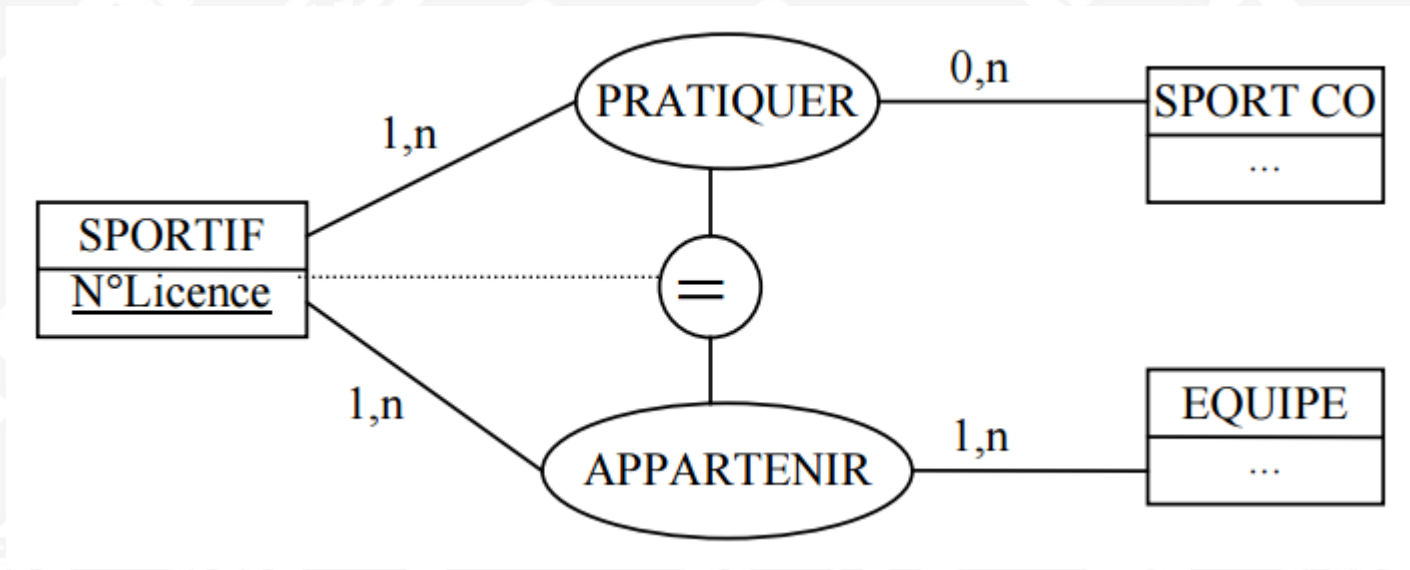 PRATIQUER
0,n
SPORT CO
...
1,n
SPORTIF
N°Licence
=
1,n
APPARTENIR
1,n
EQUIPE
...